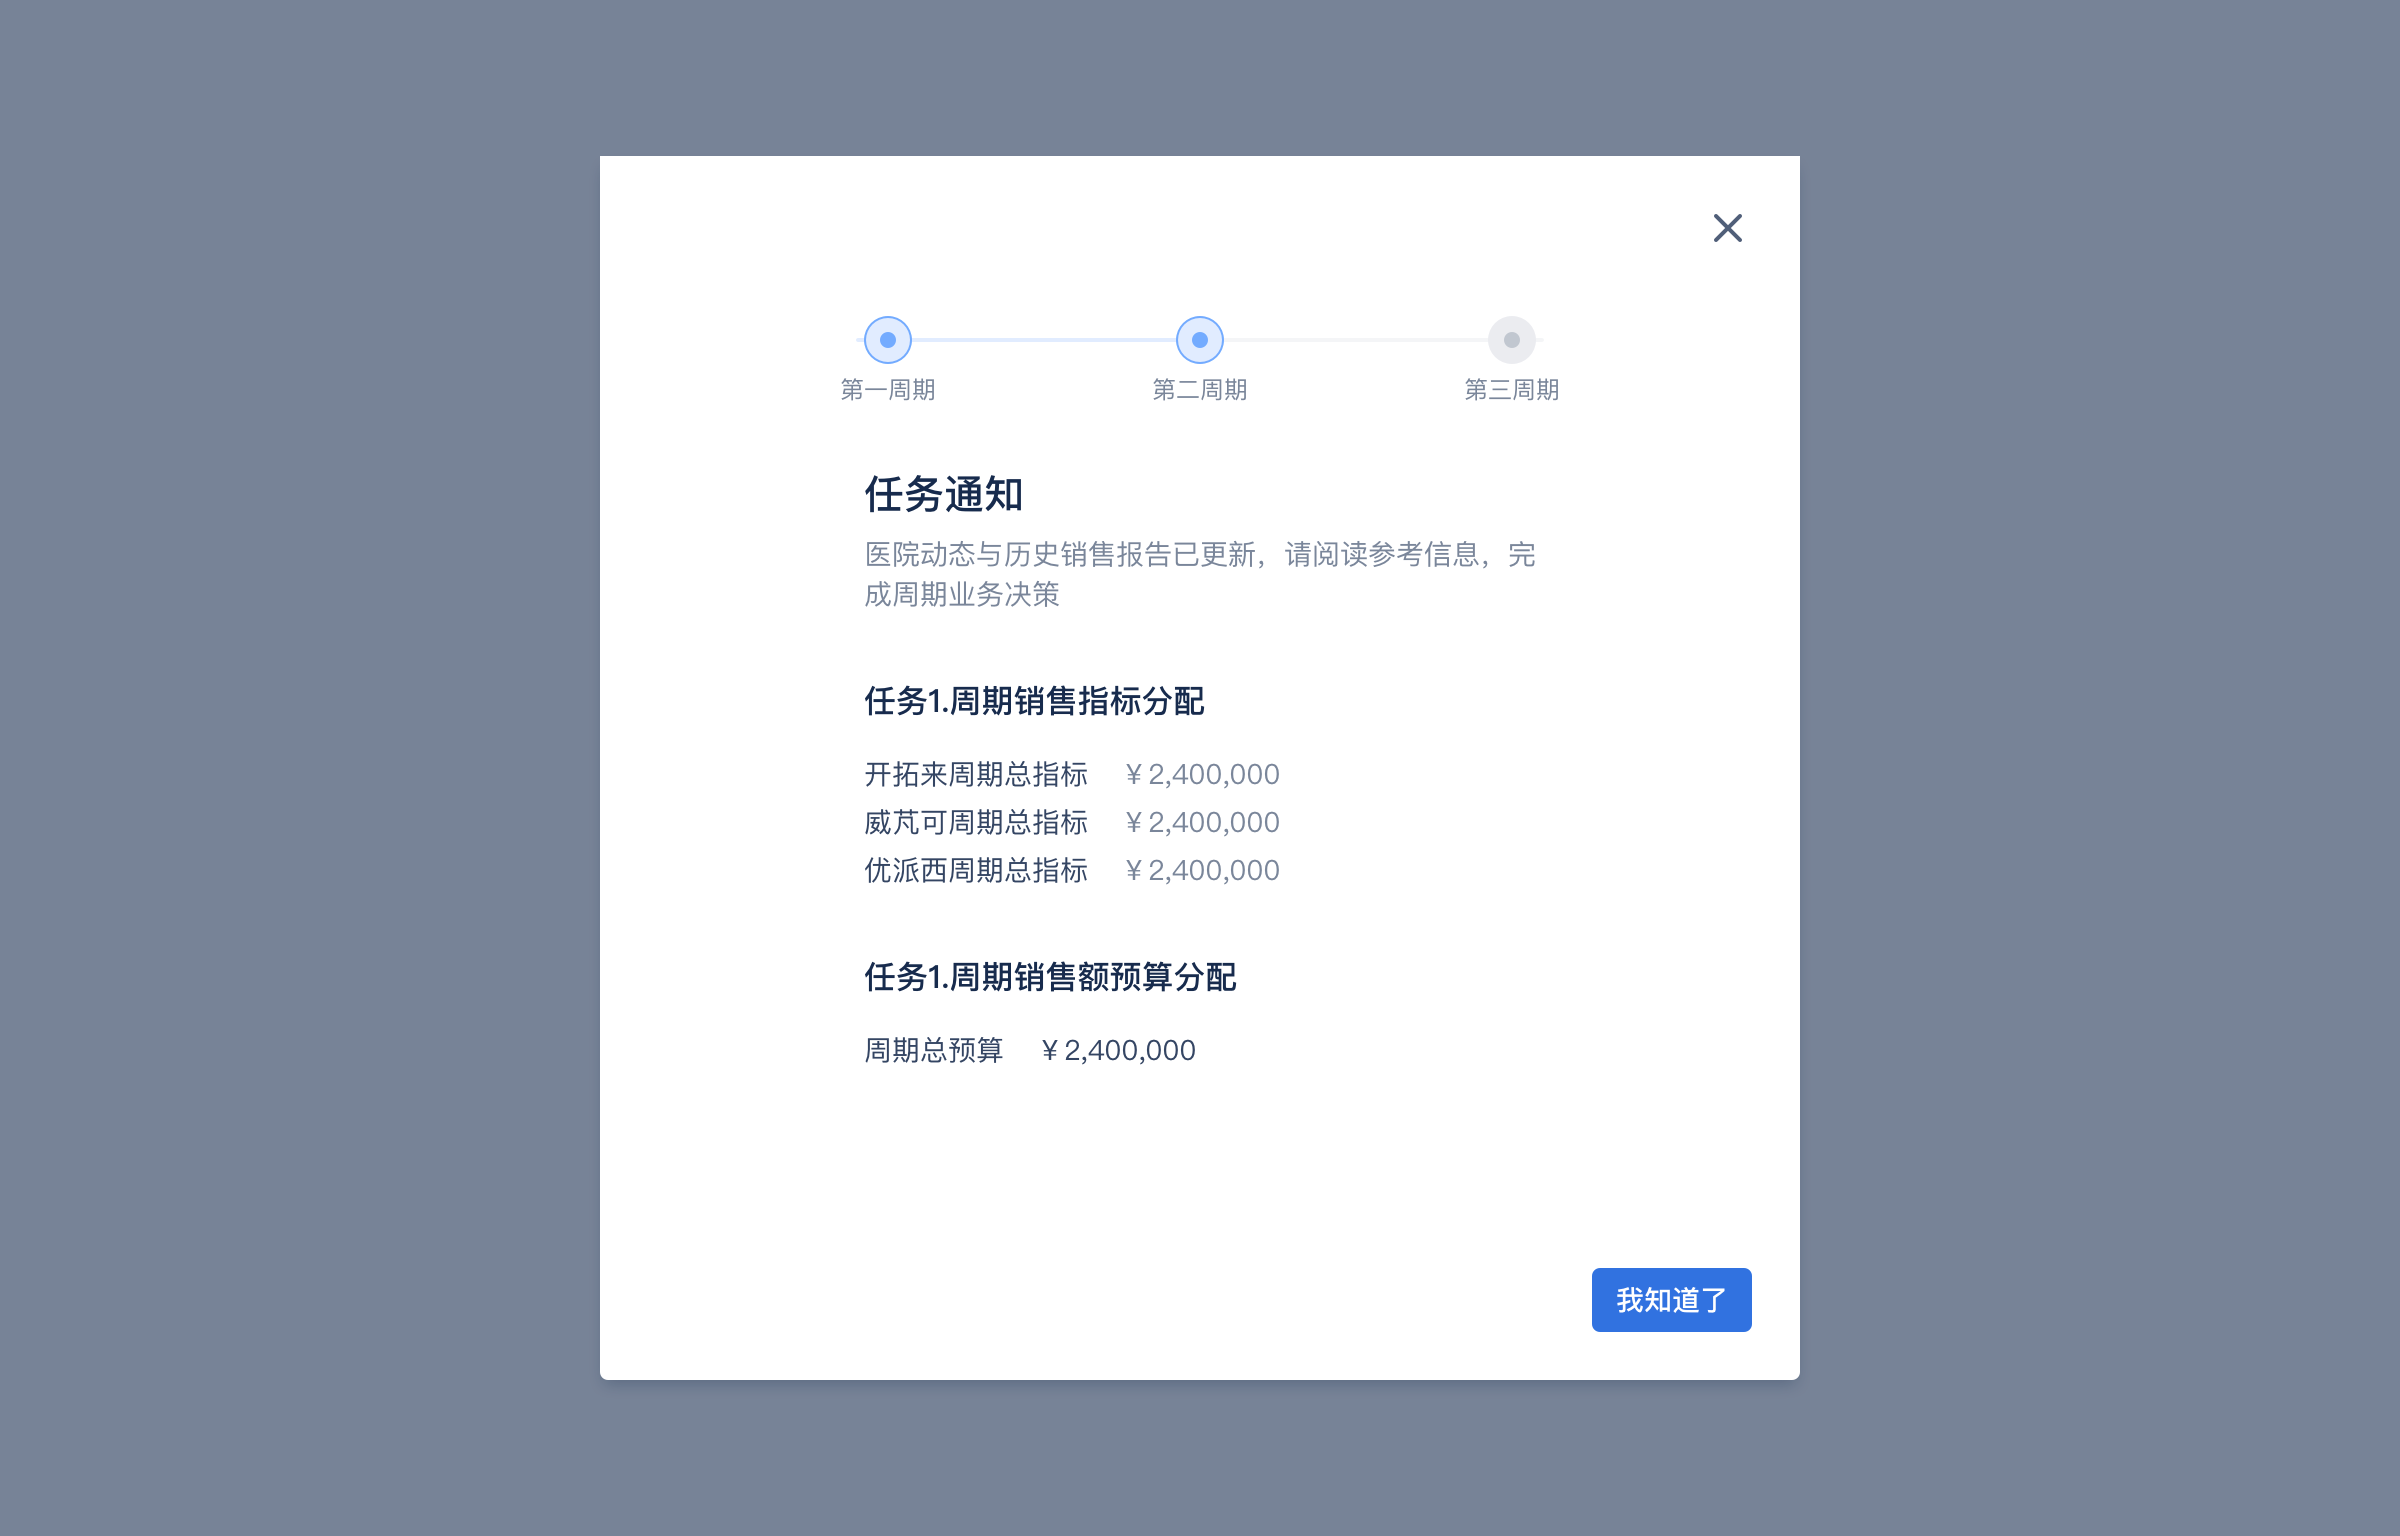 第一周期
第二周期
第三周期
任务通知
医院动态与历史销售报告已更新，请阅读参考信息，完
成周期业务决策
任务1.周期销售指标分配
开拓来周期总指标 ¥ 2,400,000
威芃可周期总指标 ¥ 2,400,000
优派西周期总指标 ¥ 2,400,000
任务1.周期销售额预算分配
周期总预算 ¥ 2,400,000
我知道了